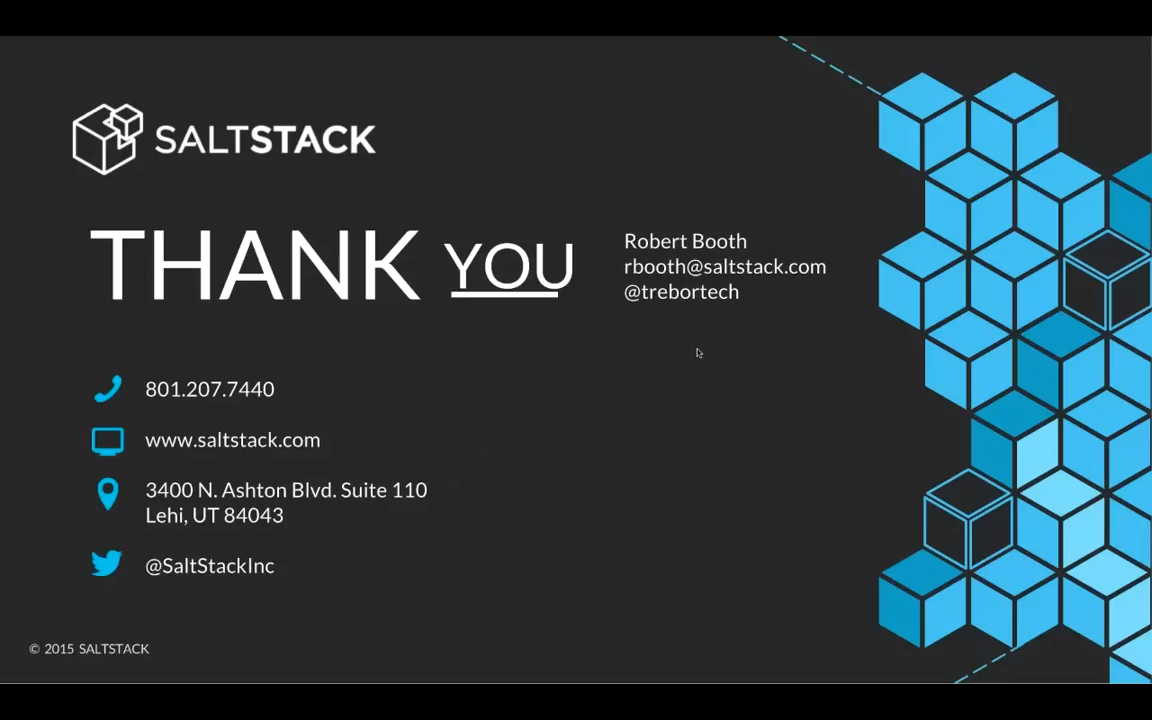 SALTSTACK
THANK YOU
Robert Booth
rbooth@saltstack.com
@trebortech
801.207.7440
www.saltstack.com
3400 N. Ashton Blvd. Suite 110
Lehi, UT 84043
@SaltStackInc
© 2015 SALTSTACK